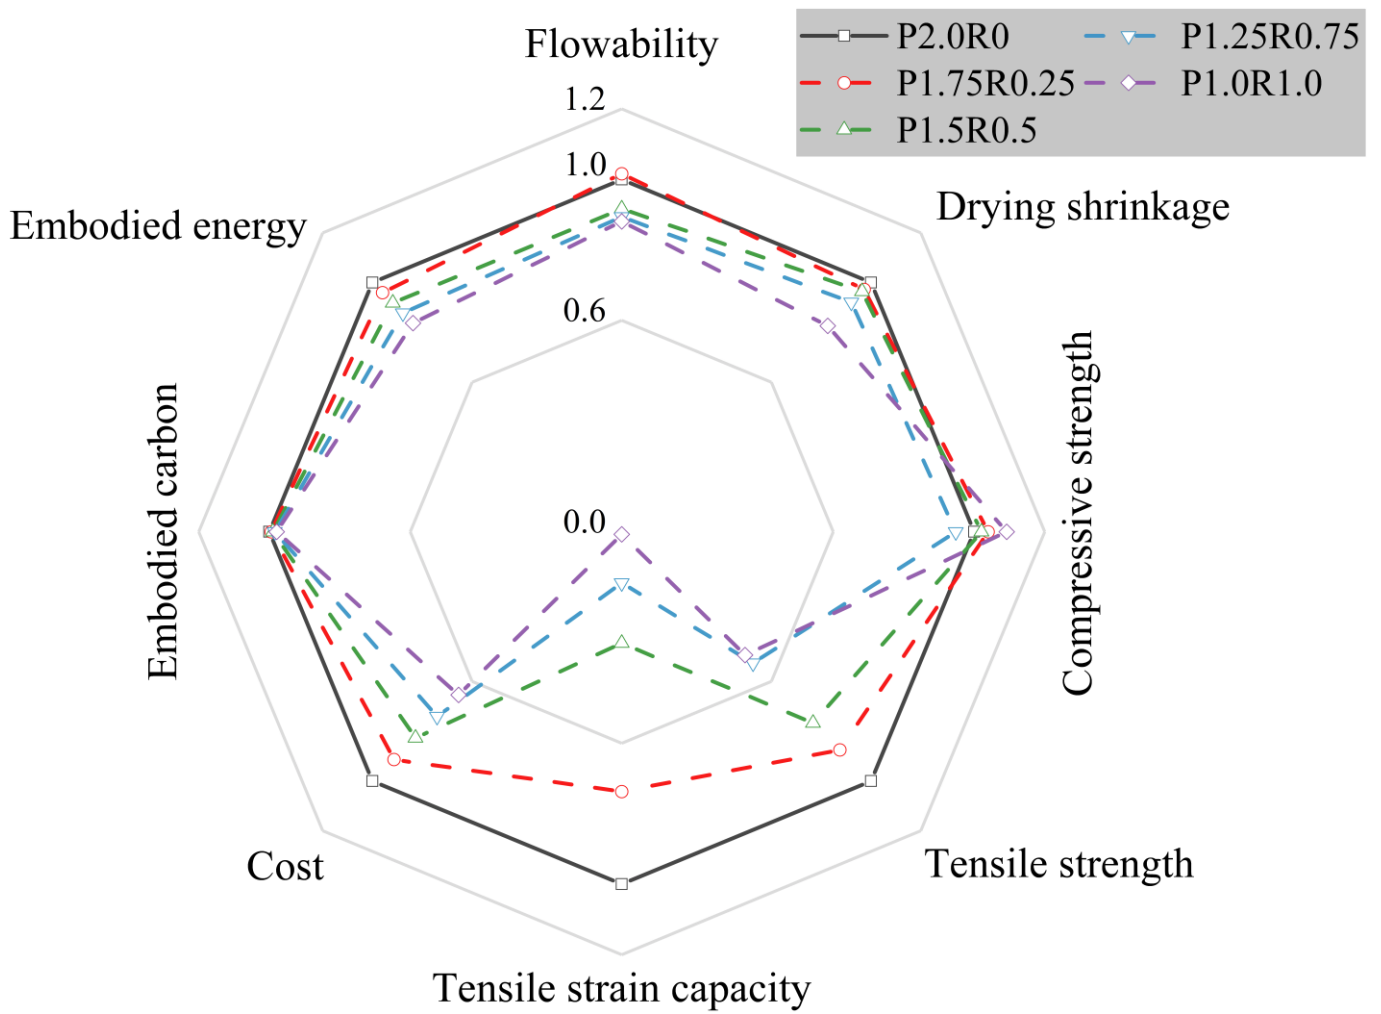 Flowability
P2.0R0
P1.25R0.75
P1.75R0.25
P1.0R1.0
P1.5R0.5
1.2
1.0
Drying shrinkage
Embodied energy
0.6
Compressive strength
Embodied carbon
0.0
Cost
Tensile strength
Tensile strain capacity